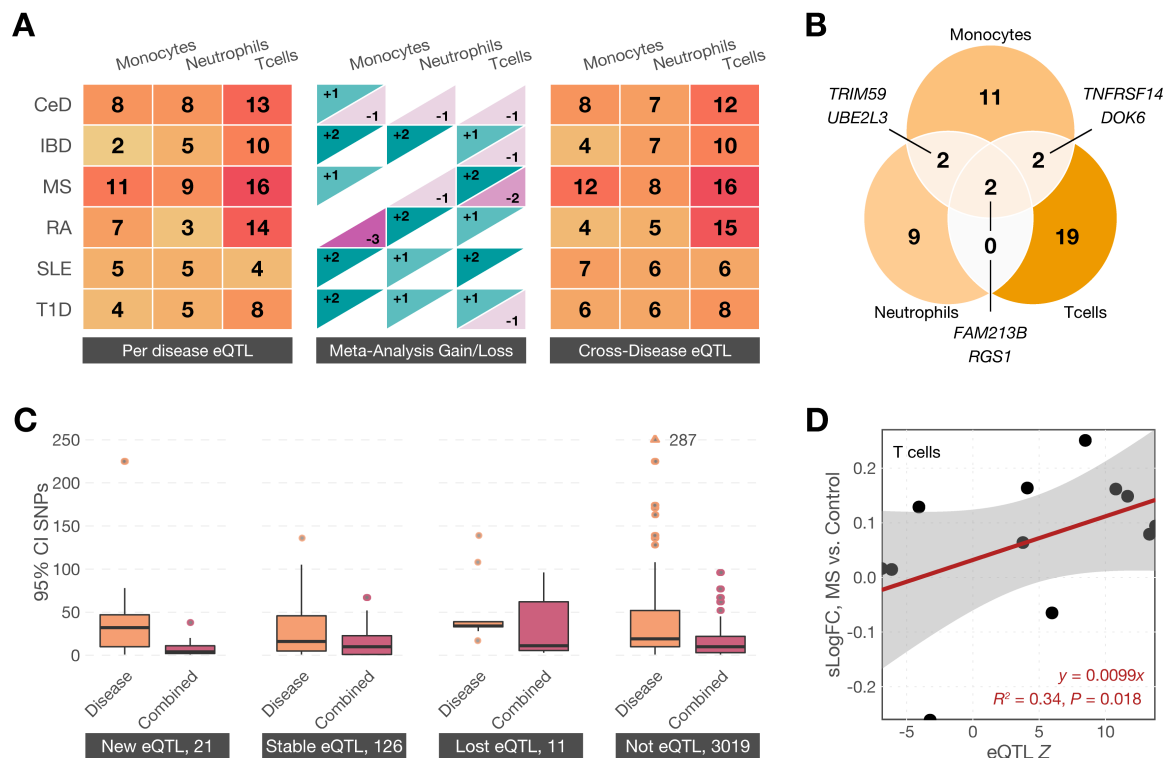 A
Monocytes Neutrophils Tcells
Monocytes Neutrophils Tcells
Monocytes Neutrophils Tcells
CeD 8 8 13 +1 -1 -1 -1 8 7 12
IBD 2 5 10 +2 +2 +1 -1 4 7 10
MS 11 9 16 +1 -1 +2 -2 12 8 16
RA 7 3 14 -3 +2 +1 4 5 15
SLE 5 5 4 +2 +1 +2 7 6 6
T1D 4 5 8 +2 +1 +1 -1 6 6 8
Per disease eQTL
Meta-Analysis Gain/Loss
Cross-Disease eQTL
B
Monocytes
TRIM59
UBE2L3
TNFRSF14
DOK6
11
2
2
2
9
0
19
Neutrophils
Tcells
FAM213B
RGS1
C
95% CI SNPs
250
200
150
100
50
0
287
Disease Combined
Disease Combined
Disease Combined
Disease Combined
New eQTL, 21
Stable eQTL, 126
Lost eQTL, 11
Not eQTL, 3019
D
T cells
sLogFC, MS vs. Control
0.2
0.1
0.0
-0.1
-0.2
y = 0.0099x
R² = 0.34, P = 0.018
-5 0 5 10
eQTL Z